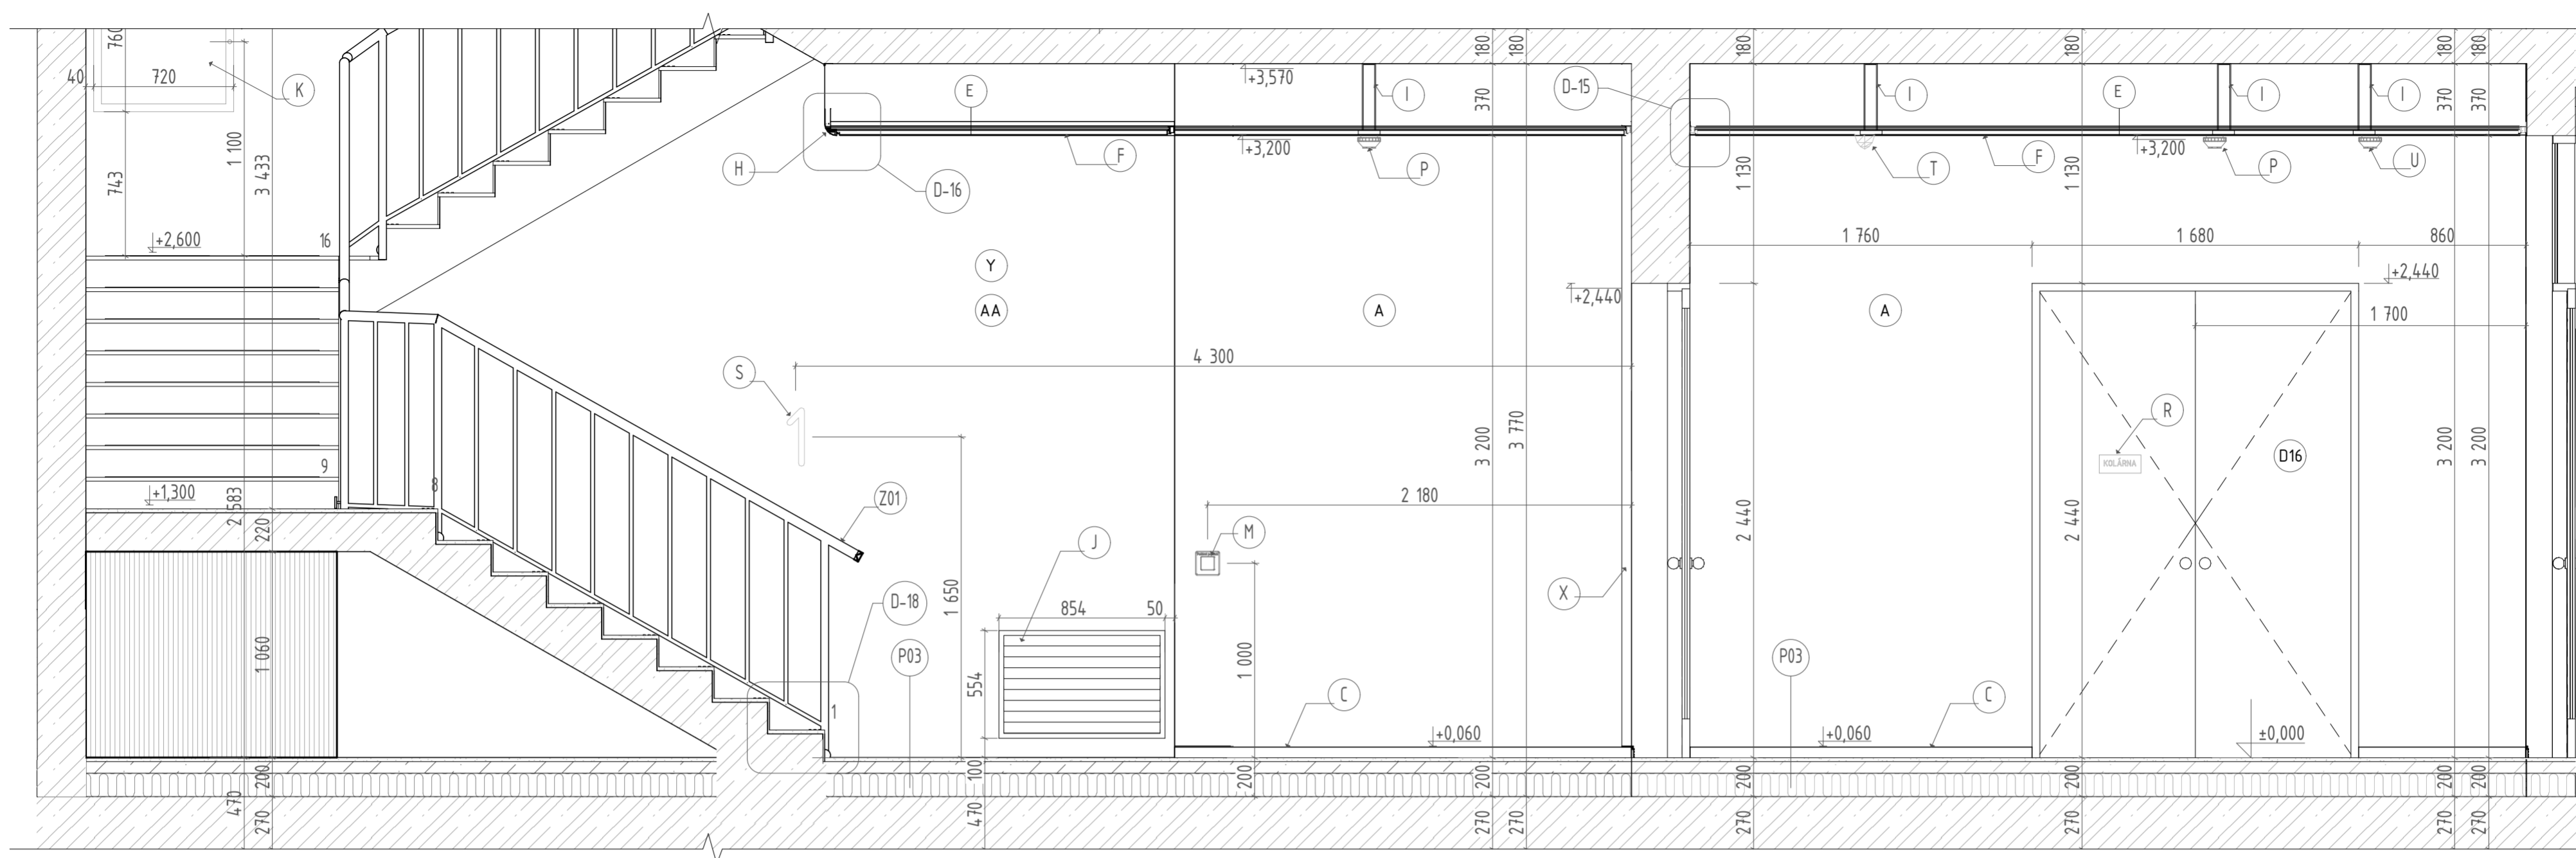 760
180
180
180
180
180
180
40
720
K
+3,570
I
D-15
I
E
I
I
E
370
370
370
370
1 100
743
3 433
H
D-16
F
+3,200
P
1 130
T
F
1 130
+3,200
P
U
+2,600
16
Y
1 760
1 680
860
AA
A
+2,440
A
+2,440
1 700
4 300
S
1
R
KOLÁRNA
D16
3 200
3 770
3 200
3 200
9
8
+1,300
2 583
220
Z01
2 180
M
J
2 440
2 440
D-18
1 650
854
50
X
1 060
P03
554
1 000
C
P03
C
1
+0,060
+0,060
±0,000
470
200
100
200
200
200
200
200
200
270
470
270
270
270
270
270
270